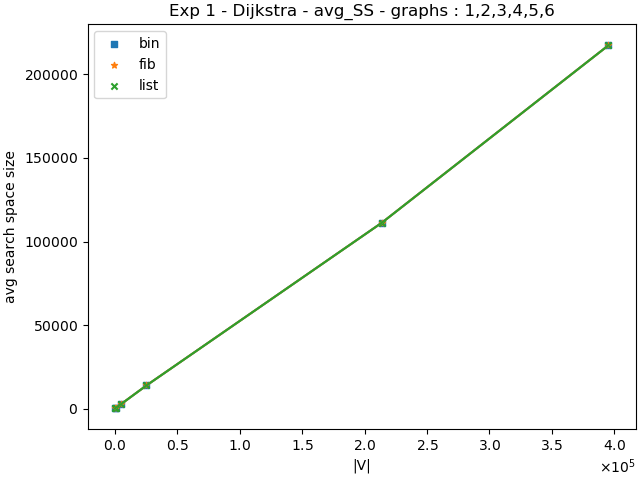 Exp 1 - Dijkstra - avg_SS - graphs : 1,2,3,4,5,6
bin
fib
list
avg search space size
200000
150000
100000
50000
0
0.0 0.5 1.0 1.5 2.0 2.5 3.0 3.5 4.0
|V|
×10⁵